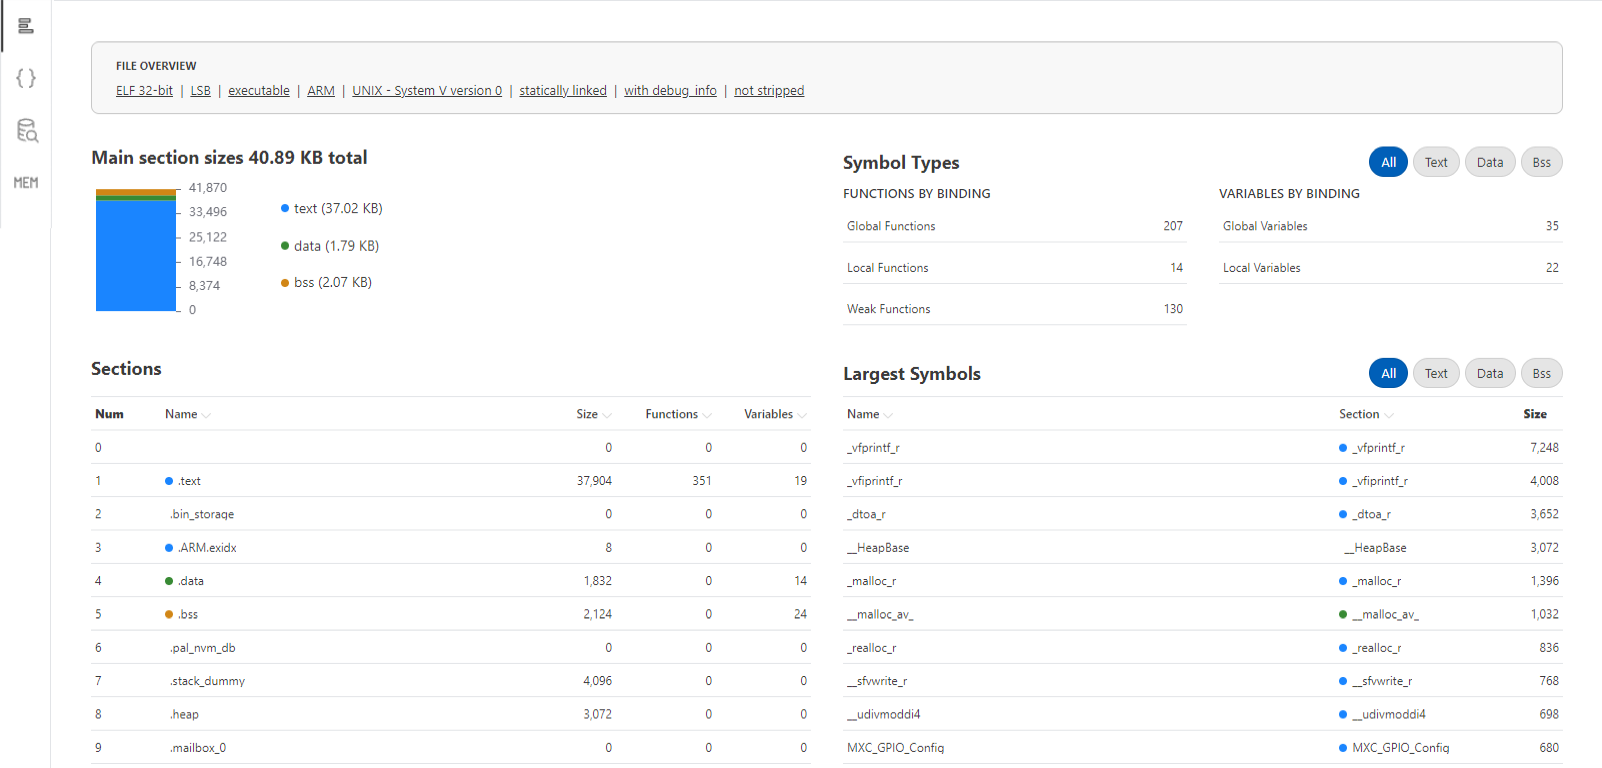 FILE OVERVIEW
ELF 32-bit | LSB | executable | ARM | UNIX - System V version 0 | statically linked | with debug_info | not stripped
Main section sizes 40.89 KB total
41,870
33,496
25,122
16,748
8,374
0
text (37.02 KB)
data (1.79 KB)
bss (2.07 KB)
Symbol Types
All Text Data Bss
FUNCTIONS BY BINDING
Global Functions 207
Local Functions 14
Weak Functions 130
VARIABLES BY BINDING
Global Variables 35
Local Variables 22
MEM
Sections
Num Name Size Functions Variables
0 0 0 0
1 .text 37,904 351 19
2 .bin_storage 0 0 0
3 .ARM.exidx 8 0 0
4 .data 1,832 0 14
5 .bss 2,124 0 24
6 .pal_nvm_db 0 0 0
7 .stack_dummy 4,096 0 0
8 .heap 3,072 0 0
9 .mailbox_0 0 0 0
Largest Symbols
All Text Data Bss
Name Section Size
_vfprintf_r _vfprintf_r 7,248
_vfiprintf_r _vfiprintf_r 4,008
_dtoa_r _dtoa_r 3,652
__HeapBase __HeapBase 3,072
_malloc_r _malloc_r 1,396
__malloc_av_ __malloc_av_ 1,032
_realloc_r _realloc_r 836
__sfvwrite_r __sfvwrite_r 768
__udivmoddi4 __udivmoddi4 698
MXC_GPIO_Config MXC_GPIO_Config 680